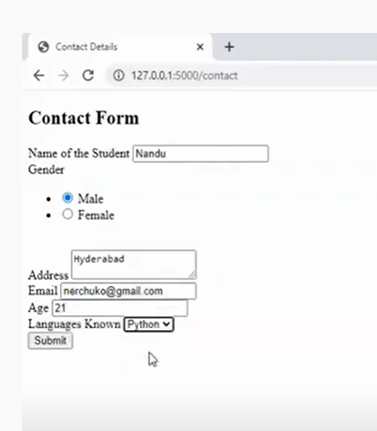 Contact Details
127.0.0.1:5000/contact
Contact Form
Name of the Student Nandu
Gender
Male
Female
Address Hyderabad
Email nerchuko@gmail.com
Age 21
Languages Known Python
Submit